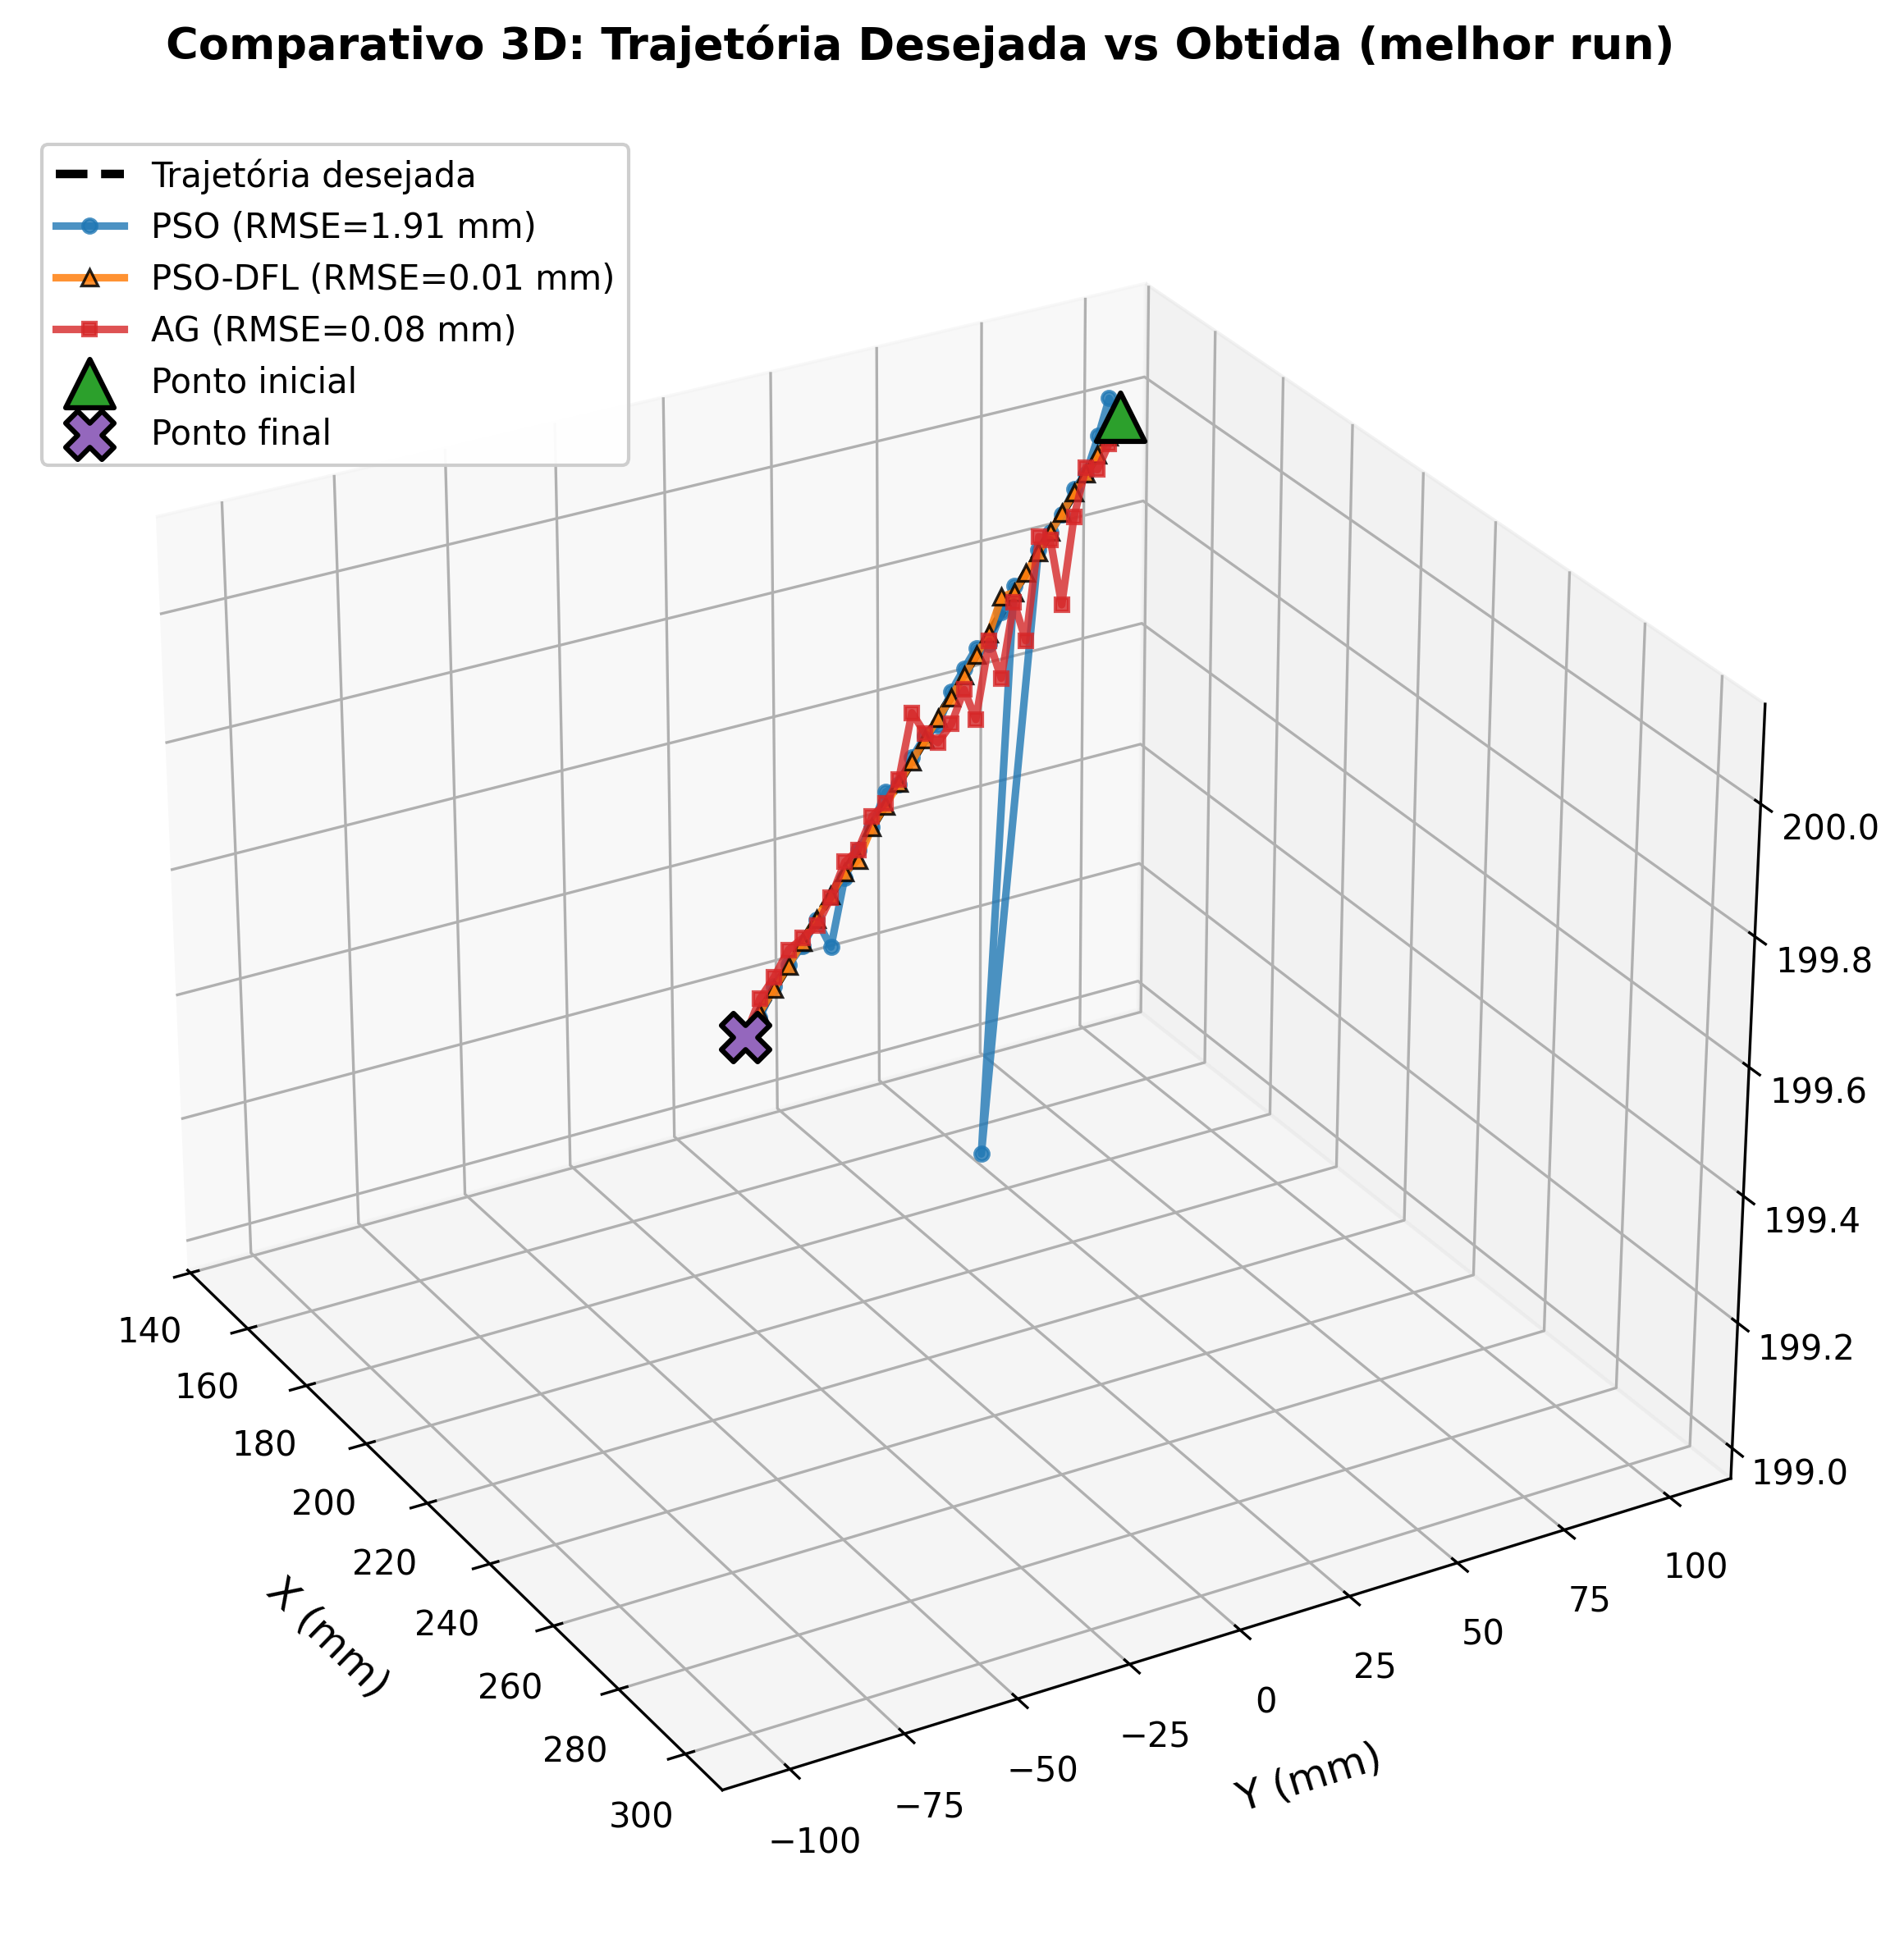 Comparativo 3D: Trajetória Desejada vs Obtida (melhor run)
Trajetória desejada
PSO (RMSE=1.91 mm)
PSO-DFL (RMSE=0.01 mm)
AG (RMSE=0.08 mm)
Ponto inicial
Ponto final
200.0
199.8
199.6
199.4
199.2
199.0
140
160
180
200
220
240
260
280
300
X (mm)
−100
−75
−50
−25
0
25
50
75
100
Y (mm)